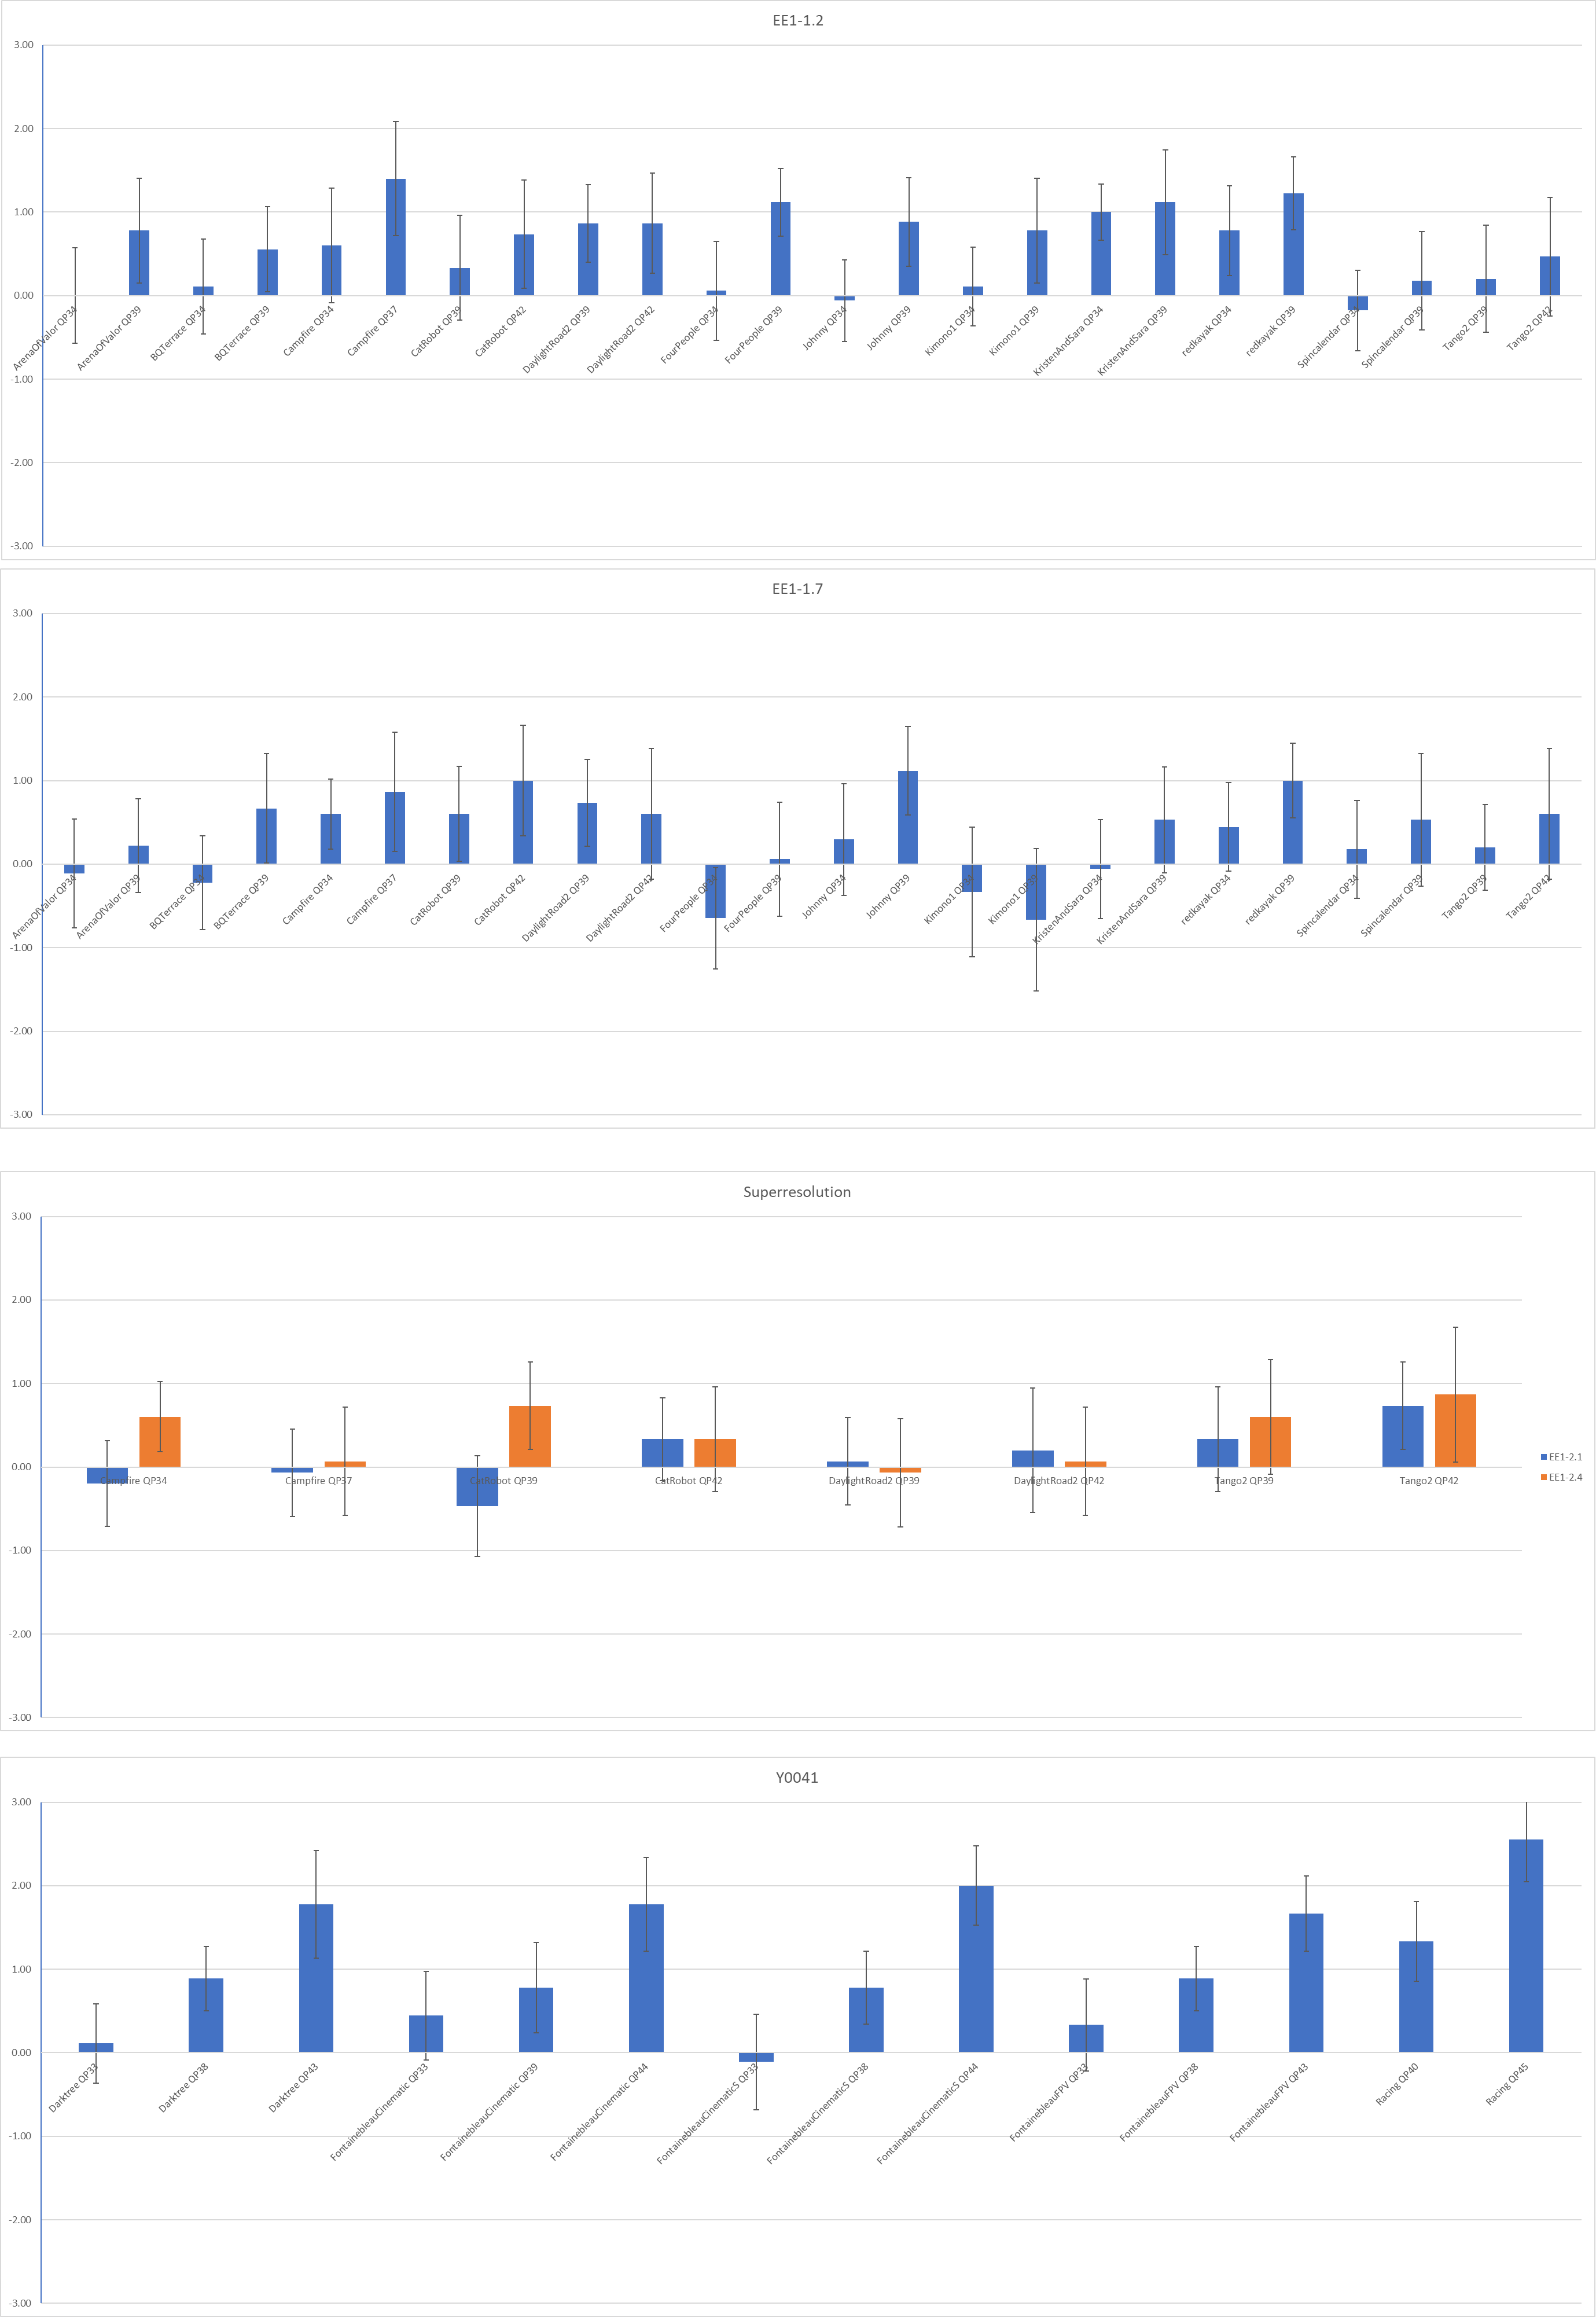 EE1-1.2
3.00
2.00
1.00
0.00
-1.00
-2.00
-3.00
ArenaOfValor QP34
ArenaOfValor QP39
BQTerrace QP34
BQTerrace QP39
Campfire QP34
Campfire QP37
CatRobot QP39
CatRobot QP42
DaylightRoad2 QP39
DaylightRoad2 QP42
FourPeople QP34
FourPeople QP39
Johnny QP34
Johnny QP39
Kimono1 QP34
Kimono1 QP39
KristenAndSara QP34
KristenAndSara QP39
redkayak QP34
redkayak QP39
Spincalendar QP34
Spincalendar QP39
Tango2 QP39
Tango2 QP42
EE1-1.7
3.00
2.00
1.00
0.00
-1.00
-2.00
-3.00
ArenaOfValor QP34
ArenaOfValor QP39
BQTerrace QP34
BQTerrace QP39
Campfire QP34
Campfire QP37
CatRobot QP39
CatRobot QP42
DaylightRoad2 QP39
DaylightRoad2 QP42
FourPeople QP34
FourPeople QP39
Johnny QP34
Johnny QP39
Kimono1 QP34
Kimono1 QP39
KristenAndSara QP34
KristenAndSara QP39
redkayak QP34
redkayak QP39
Spincalendar QP34
Spincalendar QP39
Tango2 QP39
Tango2 QP42
Superresolution
3.00
2.00
1.00
0.00
-1.00
-2.00
-3.00
Campfire QP34
Campfire QP37
CatRobot QP39
CatRobot QP42
DaylightRoad2 QP39
DaylightRoad2 QP42
Tango2 QP39
Tango2 QP42
EE1-2.1
EE1-2.4
Y0041
3.00
2.00
1.00
0.00
-1.00
-2.00
-3.00
Darktree QP33
Darktree QP38
Darktree QP43
FontainebleauCinematic QP33
FontainebleauCinematic QP39
FontainebleauCinematic QP44
FontainebleauCinematicS QP33
FontainebleauCinematicS QP38
FontainebleauCinematicS QP44
FontainebleauFPV QP33
FontainebleauFPV QP38
FontainebleauFPV QP43
Racing QP40
Racing QP45